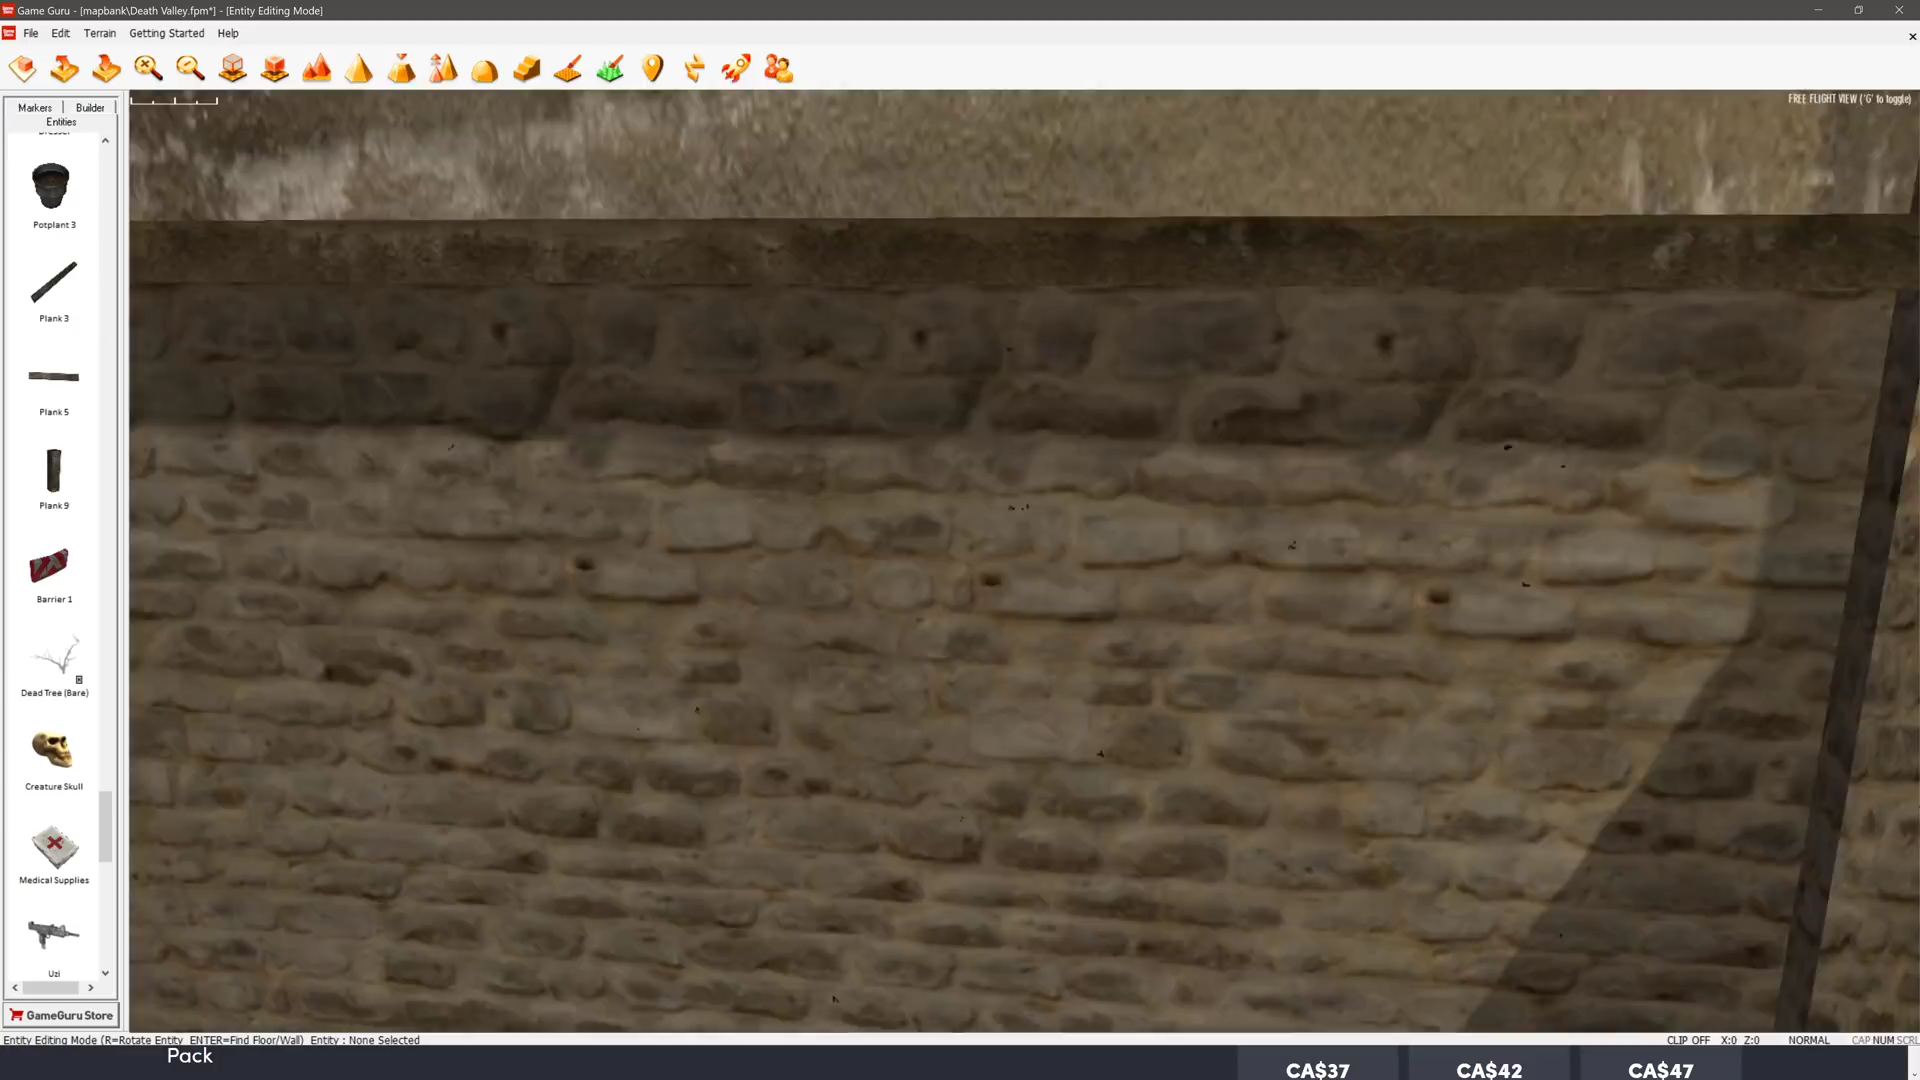 Game Guru - [mapbank\Death Valley.fpm*] - [Entity Editing Mode]
File Edit Terrain Getting Started Help
Markers Builder
Entities
FREE FLIGHT VIEW ('G' to toggle)
Dresser
Potplant 3
Plank 3
Plank 5
Plank 9
Barrier 1
Dead Tree (Bare)
Creature Skull
Medical Supplies
Uzi
GameGuru Store
Entity Editing Mode (R=Rotate Entity ENTER=Find Floor/Wall) Entity : None Selected
CLIP OFF X:0 Z:0 NORMAL CAP NUM SCRL
Pack
CA$37 CA$42 CA$47